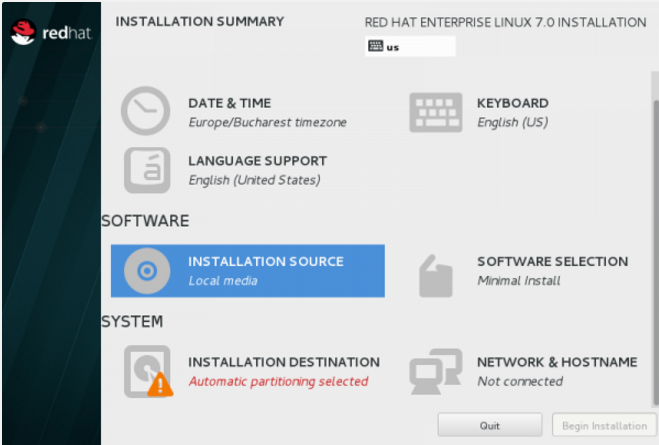 redhat
INSTALLATION SUMMARY
RED HAT ENTERPRISE LINUX 7.0 INSTALLATION
us
DATE & TIME
Europe/Bucharest timezone
KEYBOARD
English (US)
á
LANGUAGE SUPPORT
English (United States)
SOFTWARE
INSTALLATION SOURCE
Local media
SOFTWARE SELECTION
Minimal Install
SYSTEM
INSTALLATION DESTINATION
Automatic partitioning selected
NETWORK & HOSTNAME
Not connected
Quit
Begin Installation